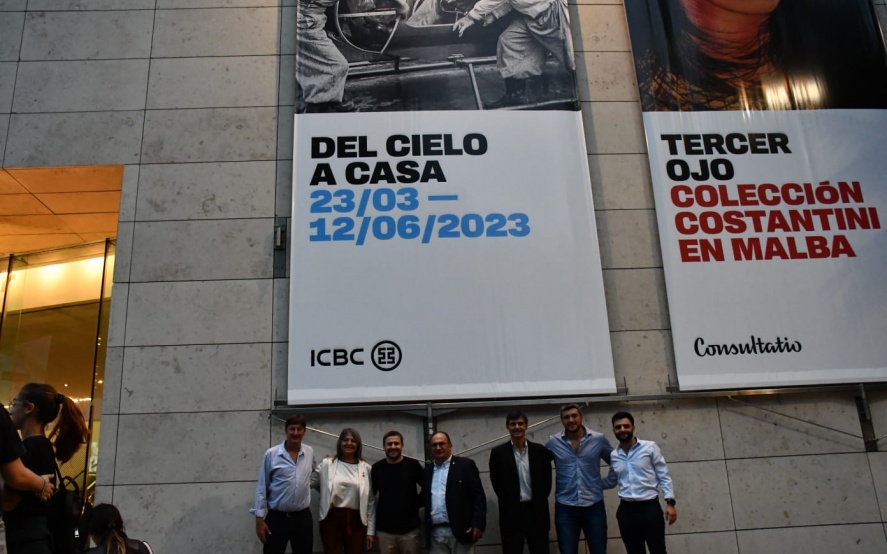 DEL CIELO
A CASA
23/03 —
12/06/2023
ICBC
TERCER
OJO
COLECCIÓN
COSTANTINI
EN MALBA
Consultatio